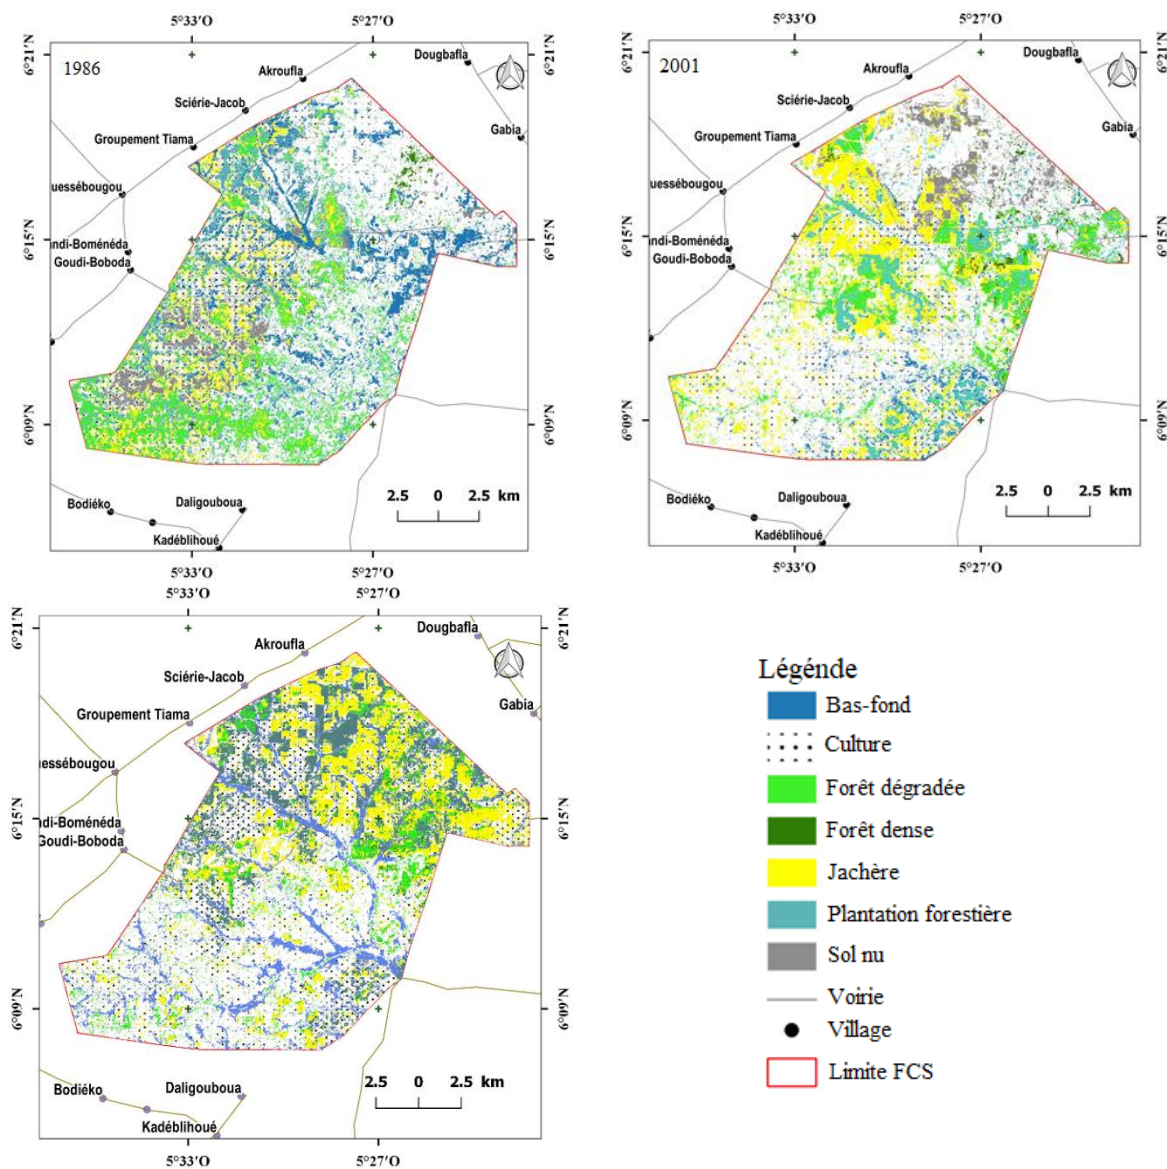 5°33'O 5°27'O
6°21'N
6°15'N
6°09'N
1986
Dougbafla
Akroufla
Sciérie-Jacob
Gabia
Groupement Tiama
uessébougou
ndi-Boménéda
Goudi-Boboda
Bodiéko
Daligouboua
Kadéblihoué
2.5 0 2.5 km
6°21'N
6°15'N
6°09'N
5°33'O 5°27'O
5°33'O 5°27'O
6°21'N
6°15'N
6°09'N
2001
Dougbafla
Akroufla
Sciérie-Jacob
Gabia
Groupement Tiama
uessébougou
ndi-Boménéda
Goudi-Boboda
Bodiéko
Daligouboua
Kadéblihoué
2.5 0 2.5 km
6°21'N
6°15'N
6°09'N
5°33'O 5°27'O
5°33'O 5°27'O
6°21'N
6°15'N
6°09'N
Dougbafla
Akroufla
Sciérie-Jacob
Gabia
Groupement Tiama
uessébougou
ndi-Boménéda
Goudi-Boboda
Bodiéko
Daligouboua
Kadéblihoué
2.5 0 2.5 km
6°21'N
6°15'N
6°09'N
5°33'O 5°27'O
Légénde
Bas-fond
Culture
Forêt dégradée
Forêt dense
Jachère
Plantation forestière
Sol nu
Voirie
Village
Limite FCS